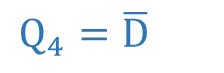 Q₄ = D̅